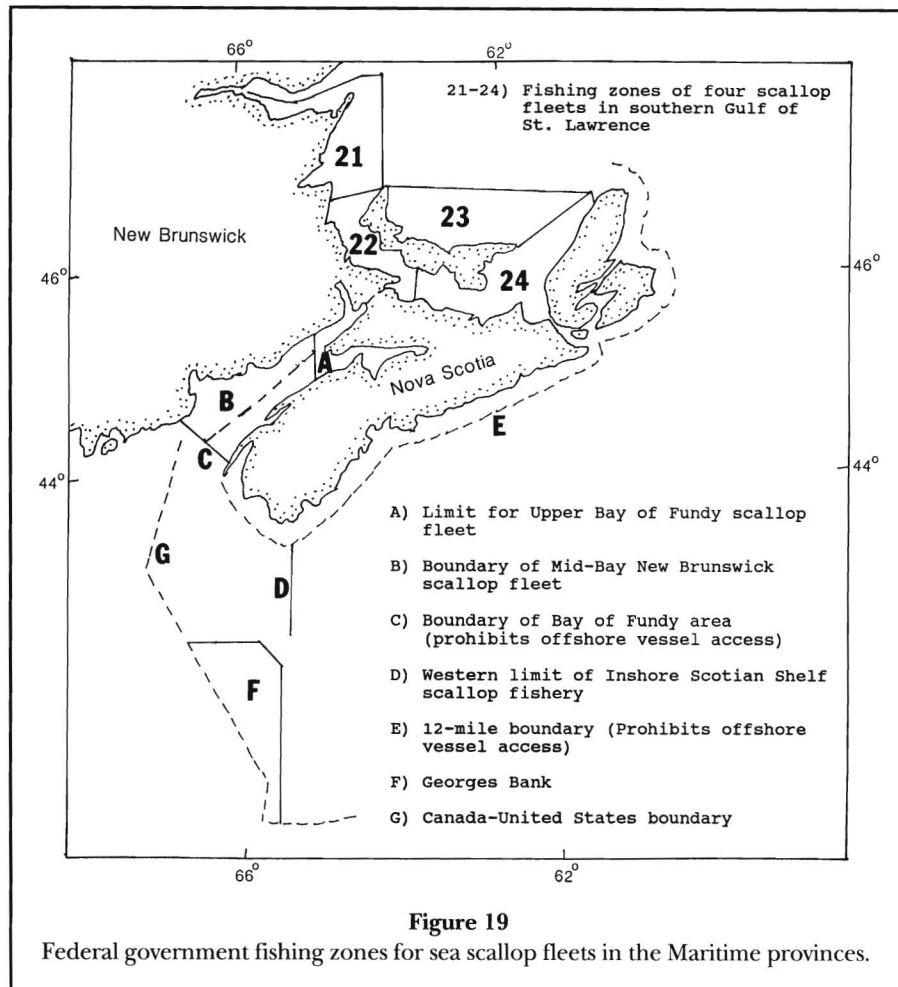 66°
62°
21-24) Fishing zones of four scallop
fleets in southern Gulf of
St. Lawrence
21
23
New Brunswick
22
46°
24
46°
A
Nova Scotia
B
E
C
44°
44°
A) Limit for Upper Bay of Fundy scallop
fleet
G
B) Boundary of Mid-Bay New Brunswick
scallop fleet
D
C) Boundary of Bay of Fundy area
(prohibits offshore vessel access)
D) Western limit of Inshore Scotian Shelf
scallop fishery
F
E) 12-mile boundary (Prohibits offshore
vessel access)
F) Georges Bank
G) Canada-United States boundary
66°
62°
Figure 19
Federal government fishing zones for sea scallop fleets in the Maritime provinces.